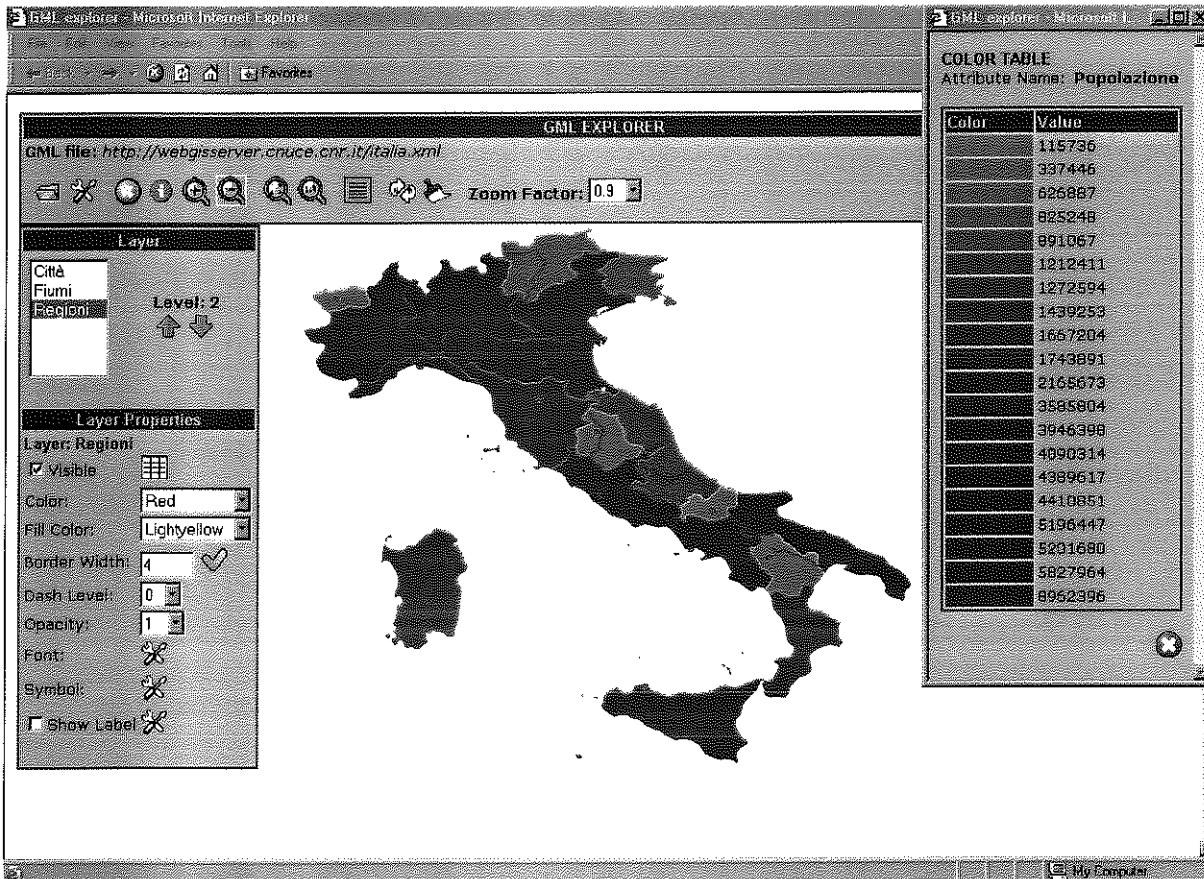 GML explorer - Microsoft Internet Explorer
Favorites
GML EXPLORER
GML file: http://webgisserver.cnuce.cnr.it/italia.xml
Zoom Factor: 0.9
Layer
Città
Fiumi
Regioni
Level: 2
Layer Properties
Layer: Regioni
Visible
Color: Red
Fill Color: Lightyellow
Border Width: 4
Dash Level: 0
Opacity: 1
Font:
Symbol:
Show Label
GML explorer - Microsoft I...
COLOR TABLE
Attribute Name: Popolazione
Color Value
115736
337446
626887
825248
891067
1212411
1272594
1439253
1667204
1743891
2165673
3585804
3946398
4090314
4389617
4410851
5196447
5201680
5827964
8952396
My Computer